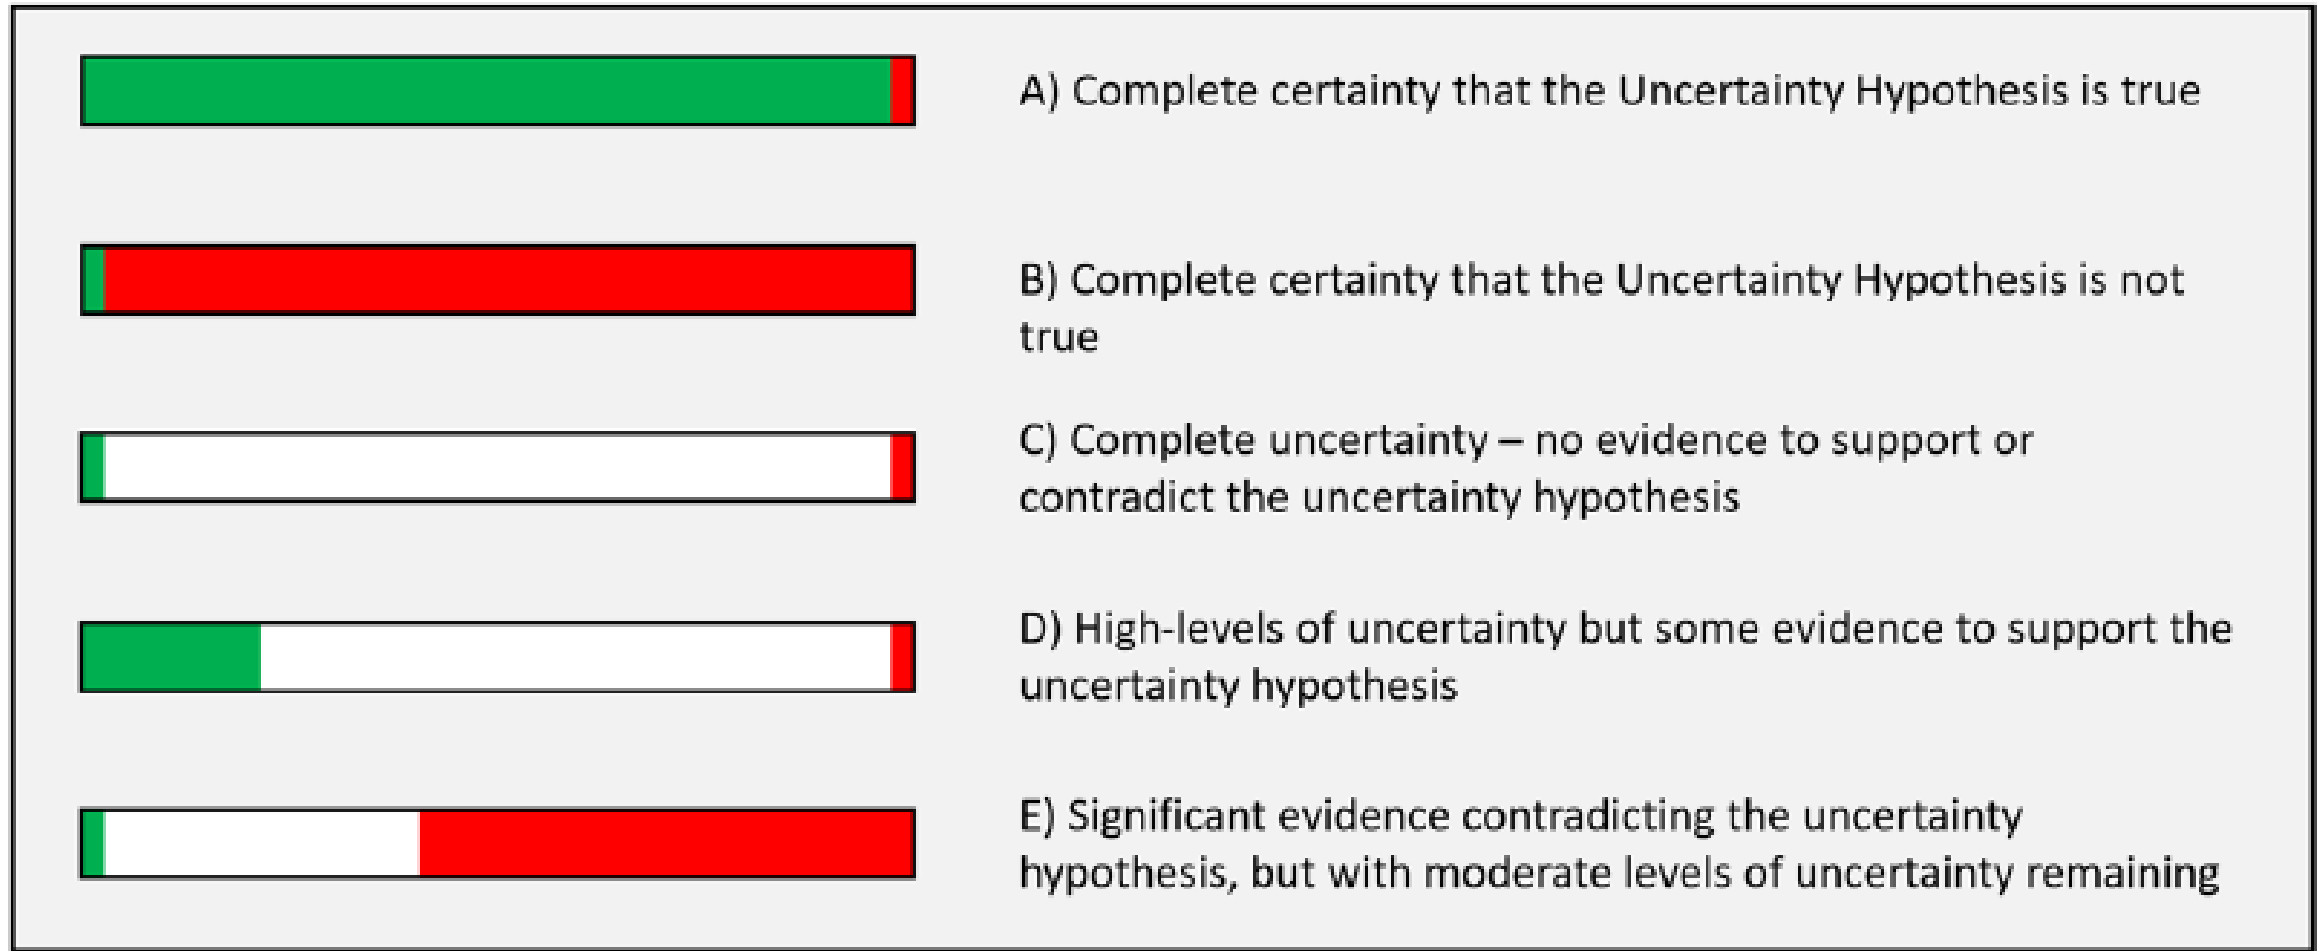 A) Complete certainty that the Uncertainty Hypothesis is true
B) Complete certainty that the Uncertainty Hypothesis is not
true
C) Complete uncertainty – no evidence to support or
contradict the uncertainty hypothesis
D) High-levels of uncertainty but some evidence to support the
uncertainty hypothesis
E) Significant evidence contradicting the uncertainty
hypothesis, but with moderate levels of uncertainty remaining